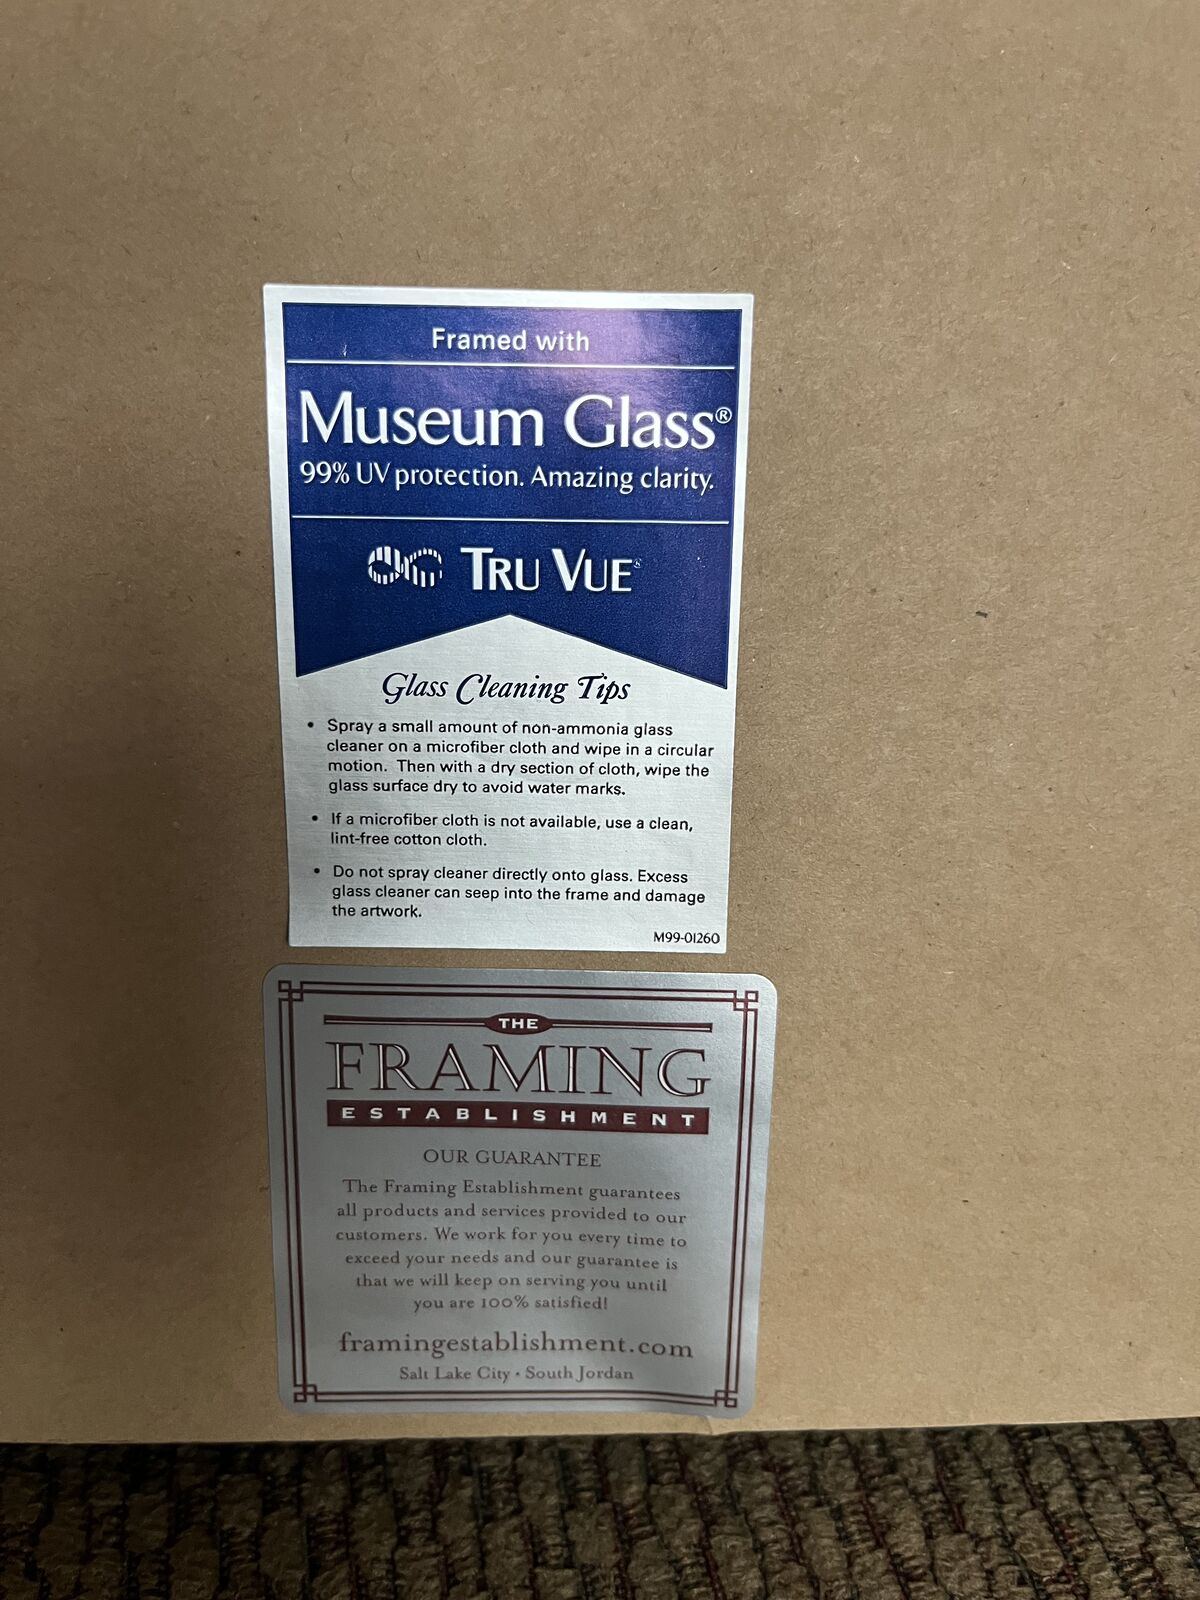 Framed with
Museum Glass®
99% UV protection. Amazing clarity.
TRU VUE®
Glass Cleaning Tips
• Spray a small amount of non-ammonia glass
cleaner on a microfiber cloth and wipe in a circular
motion. Then with a dry section of cloth, wipe the
glass surface dry to avoid water marks.
• If a microfiber cloth is not available, use a clean,
lint-free cotton cloth.
• Do not spray cleaner directly onto glass. Excess
glass cleaner can seep into the frame and damage
the artwork.
M99-01260
THE
FRAMING
ESTABLISHMENT
OUR GUARANTEE
The Framing Establishment guarantees
all products and services provided to our
customers. We work for you every time to
exceed your needs and our guarantee is
that we will keep on serving you until
you are 100% satisfied!
framingestablishment.com
Salt Lake City • South Jordan